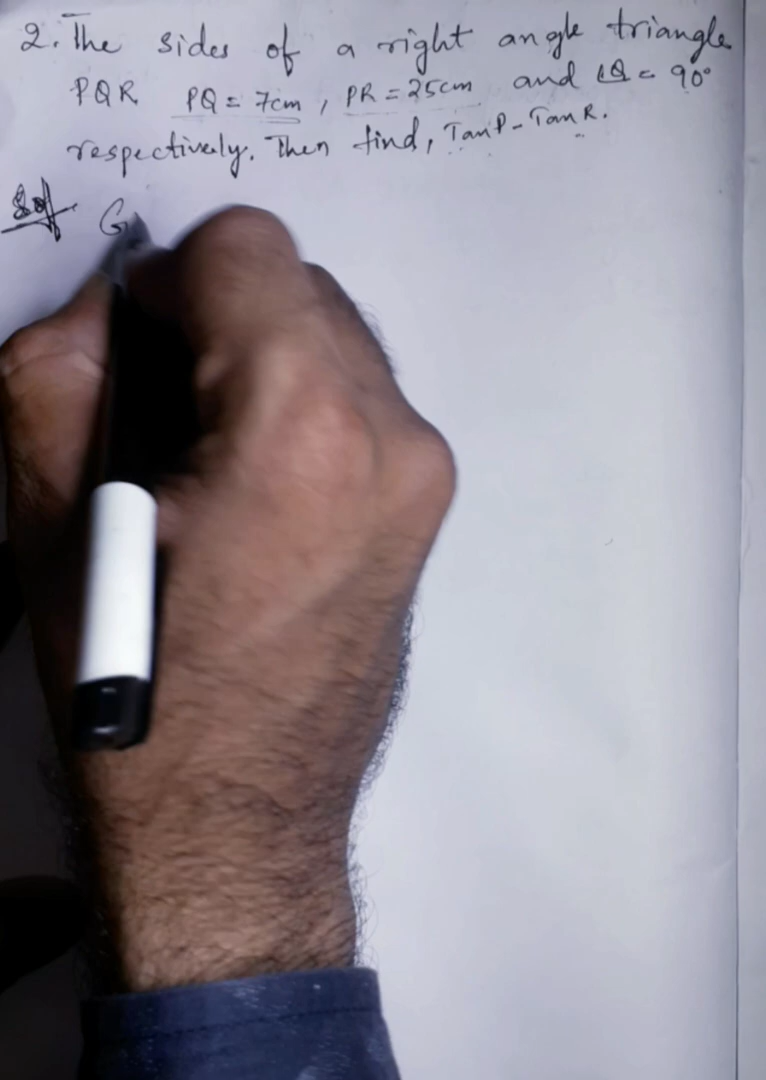 2. The sides of a right angle triangle
PQR PQ = 7cm, PR = 25cm and ∠Q = 90°
respectively. Then find, TanP - TanR.
Sol G